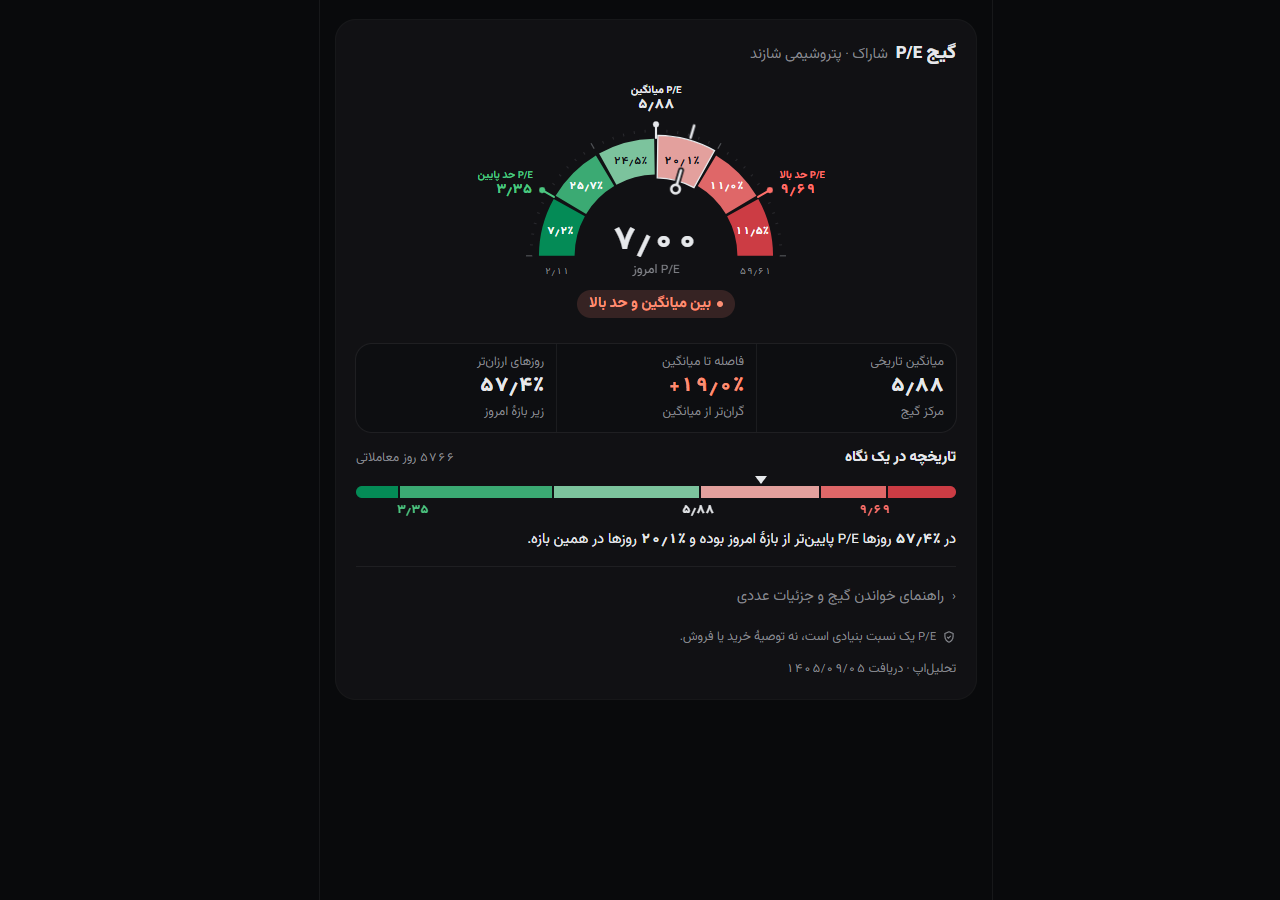 گیج P/E شاراک · پتروشیمی شازند
P/E میانگین
۵٫۸۸
P/E حد پایین
۳٫۳۵
P/E حد بالا
۹٫۶۹
۷٫۲٪
۲۵٫۷٪
۲۴٫۵٪
۲۰٫۱٪
۱۱٫۰٪
۱۱٫۵٪
۷٫۰۰
P/E امروز
۲٫۱۱
۵۹٫۶۱
بین میانگین و حد بالا
میانگین تاریخی
۵٫۸۸
مرکز گیج
فاصله تا میانگین
+۱۹٫۰٪
گران‌تر از میانگین
روزهای ارزان‌تر
۵۷٫۴٪
زیر بازهٔ امروز
تاریخچه در یک نگاه
۵۷۶۶ روز معاملاتی
۳٫۳۵
۵٫۸۸
۹٫۶۹
در ۵۷٫۴٪ روزها P/E پایین‌تر از بازهٔ امروز بوده و ۲۰٫۱٪ روزها در همین بازه.
راهنمای خواندن گیج و جزئیات عددی
P/E یک نسبت بنیادی است، نه توصیهٔ خرید یا فروش.
تحلیل‌اپ · دریافت ۱۴۰۵/۰۹/۰۵